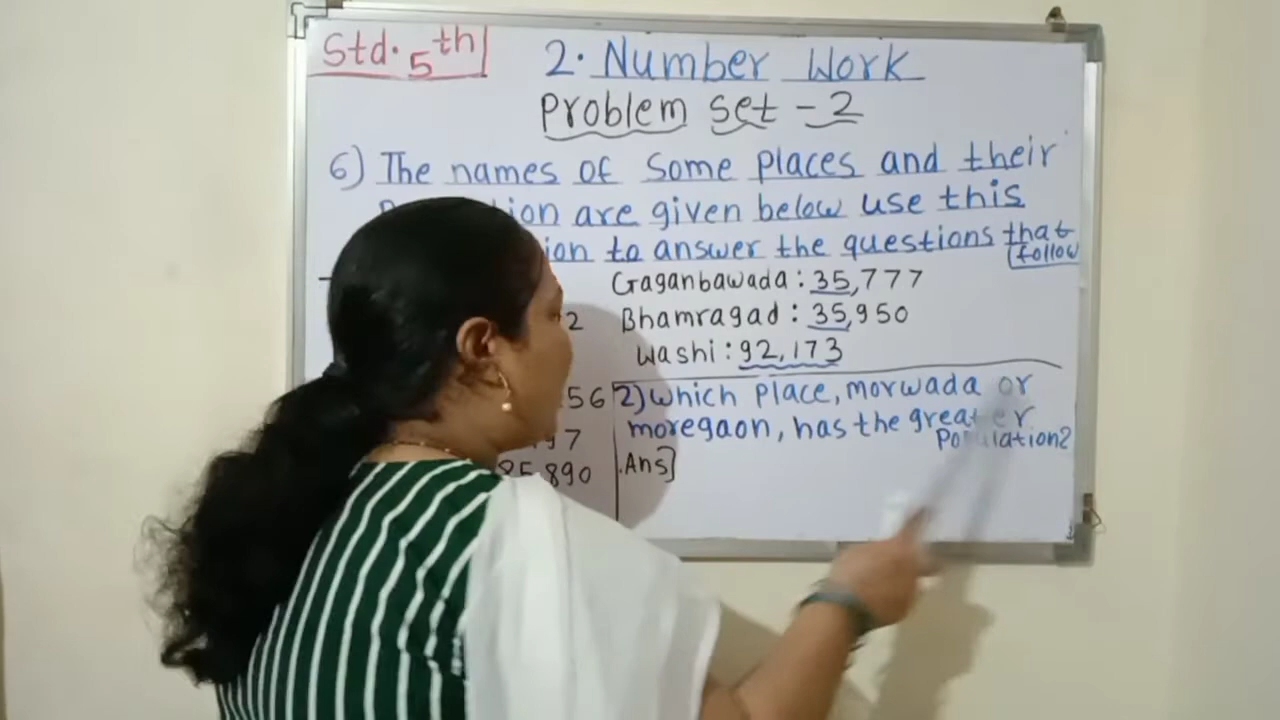 Std. 5th
2. Number Work
Problem set - 2
6) The names of some places and their
are given below use this
to answer the questions that
follow
Gaganbawada : 35,777
Bhamragad : 35,950
washi : 92,173
2) which place, morwada or
moregaon, has the greater
Population?
Ans]